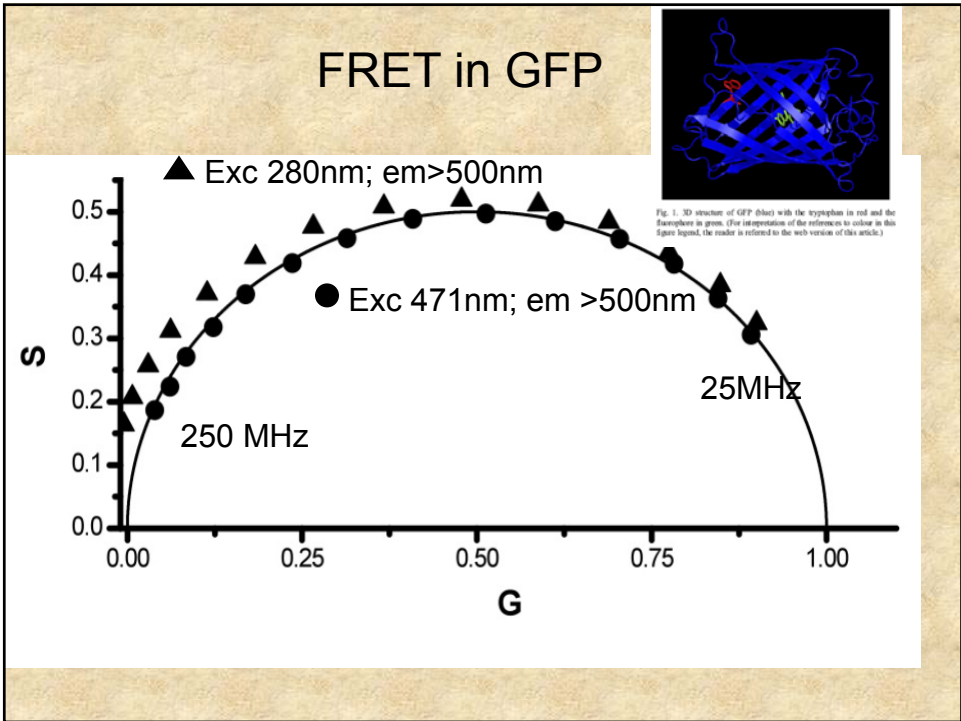 FRET in GFP
Fig. 1. 3D structure of GFP (blue) with the tryptophan in red and the
fluorophore in green. (For interpretation of the references to colour in this
figure legend, the reader is referred to the web version of this article.)
▲ Exc 280nm; em>500nm
● Exc 471nm; em >500nm
250 MHz
25MHz
S
0.5
0.4
0.3
0.2
0.1
0.0
0.00 0.25 0.50 0.75 1.00
G